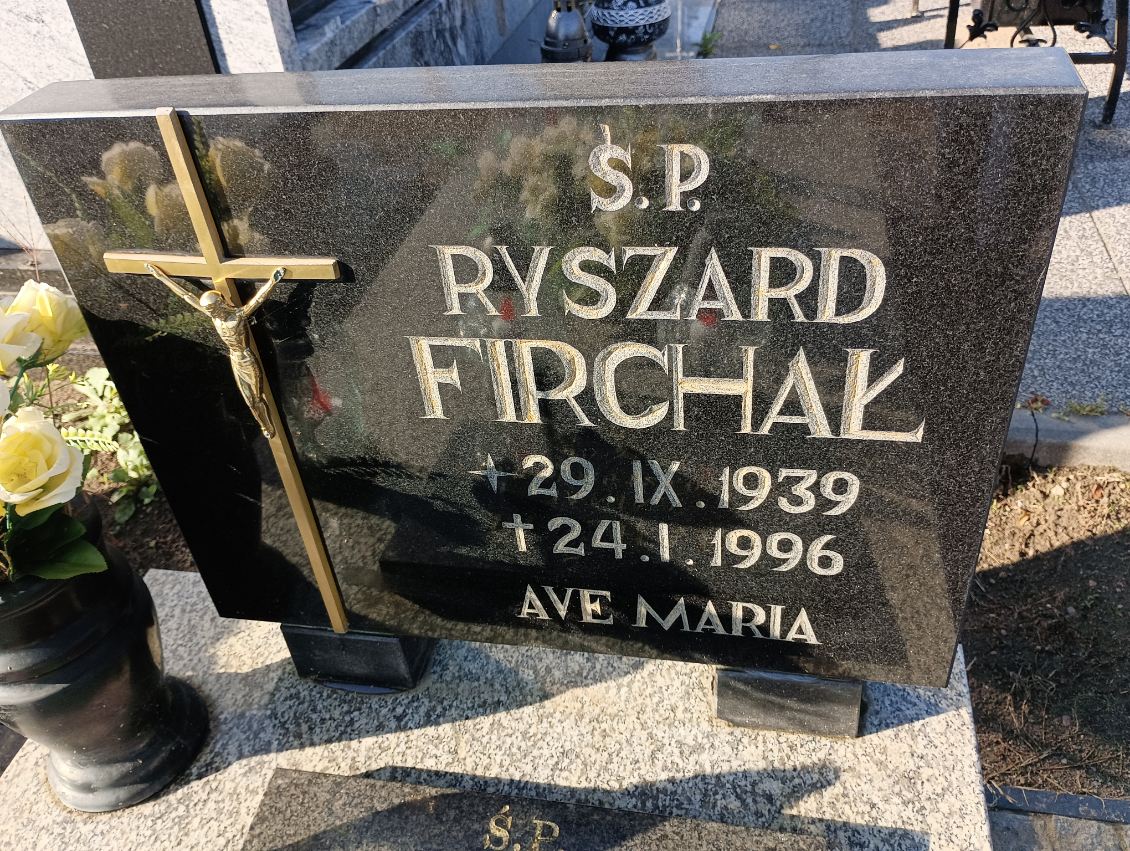 Ś.P.
RYSZARD
FIRCHAŁ
29.IX.1939
† 24.I.1996
AVE MARIA
Ś.P.